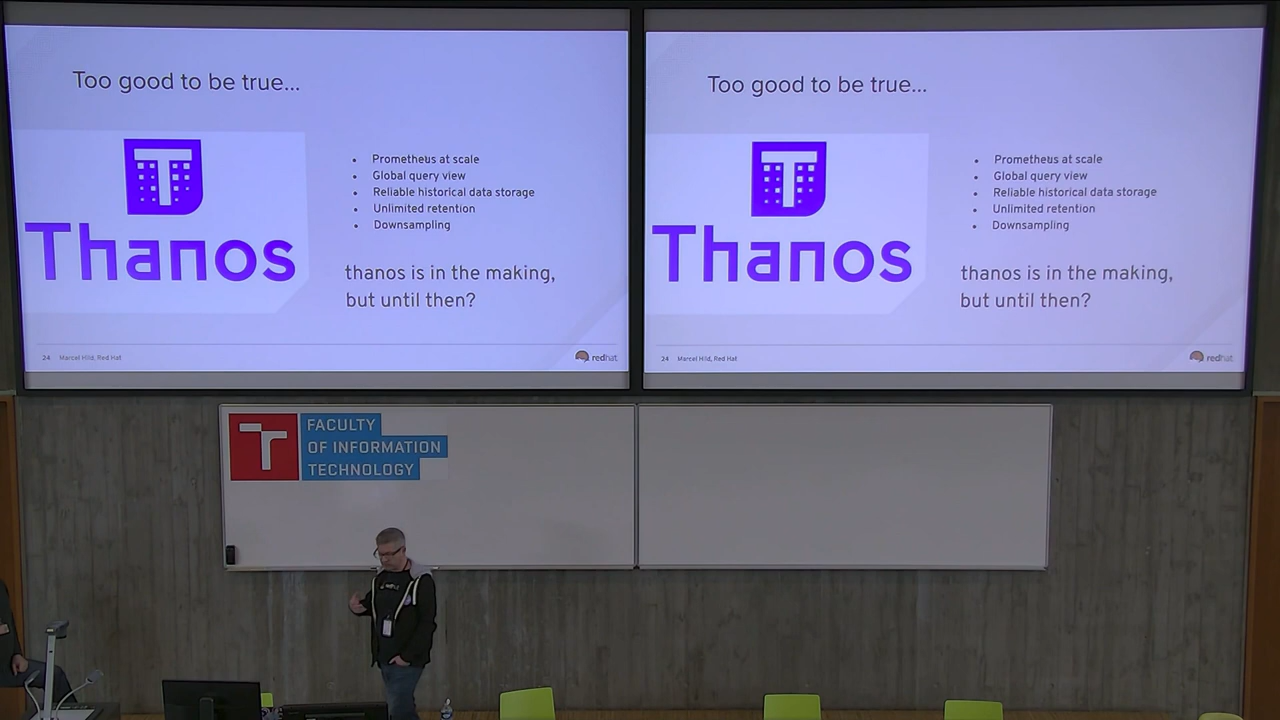 Too good to be true...
T
Thanos
• Prometheus at scale
• Global query view
• Reliable historical data storage
• Unlimited retention
• Downsampling
thanos is in the making,
but until then?
24 Marcel Hild, Red Hat
redhat
Too good to be true...
T
Thanos
• Prometheus at scale
• Global query view
• Reliable historical data storage
• Unlimited retention
• Downsampling
thanos is in the making,
but until then?
24 Marcel Hild, Red Hat
redhat
T
FACULTY
OF INFORMATION
TECHNOLOGY